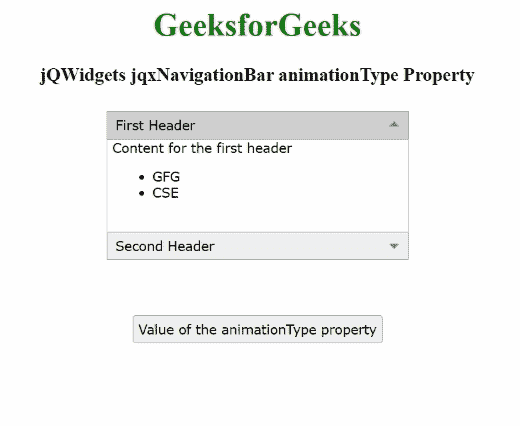 GeeksforGeeks
jQWidgets jqxNavigationBar animationType Property
First Header
Content for the first header
GFG
CSE
Second Header
Value of the animationType property